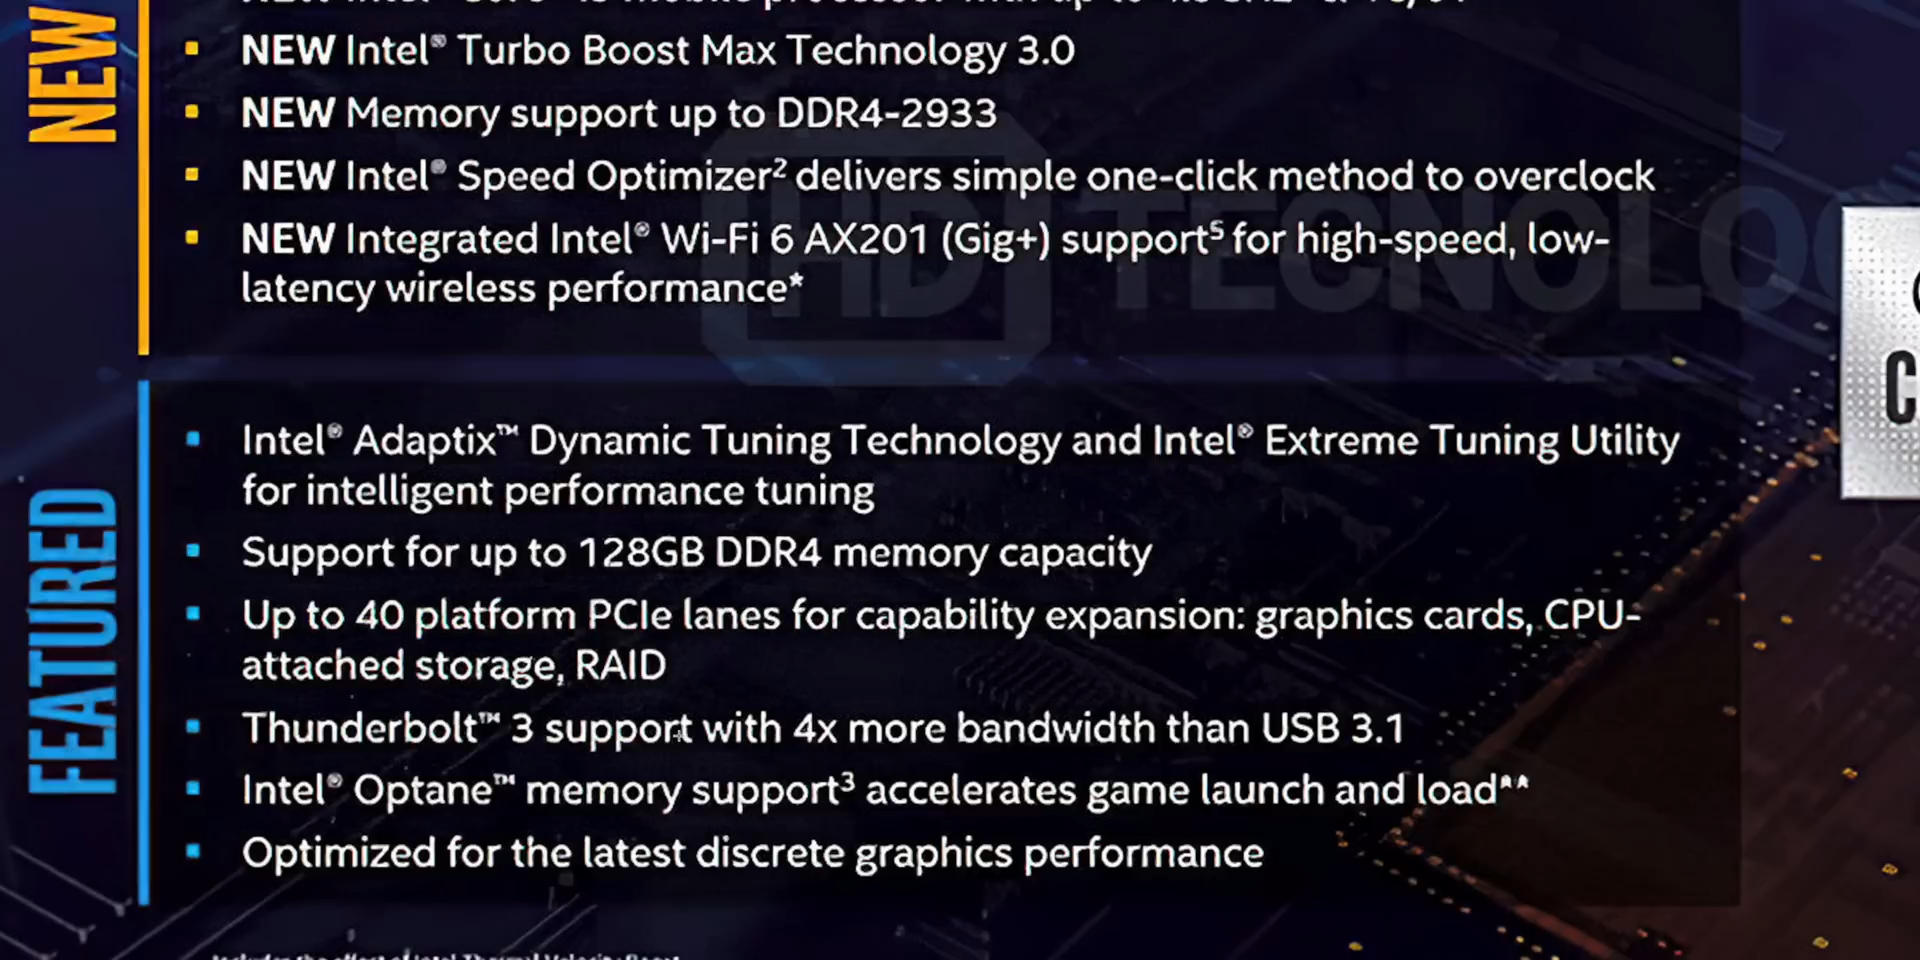 NEW
NEW Intel® Turbo Boost Max Technology 3.0
NEW Memory support up to DDR4-2933
NEW Intel® Speed Optimizer² delivers simple one-click method to overclock
NEW Integrated Intel® Wi-Fi 6 AX201 (Gig+) support⁵ for high-speed, low-
latency wireless performance*
HD TECNOLO
FEATURED
Intel® Adaptix™ Dynamic Tuning Technology and Intel® Extreme Tuning Utility
for intelligent performance tuning
Support for up to 128GB DDR4 memory capacity
Up to 40 platform PCIe lanes for capability expansion: graphics cards, CPU-
attached storage, RAID
Thunderbolt™ 3 support with 4x more bandwidth than USB 3.1
Intel® Optane™ memory support³ accelerates game launch and load**
Optimized for the latest discrete graphics performance